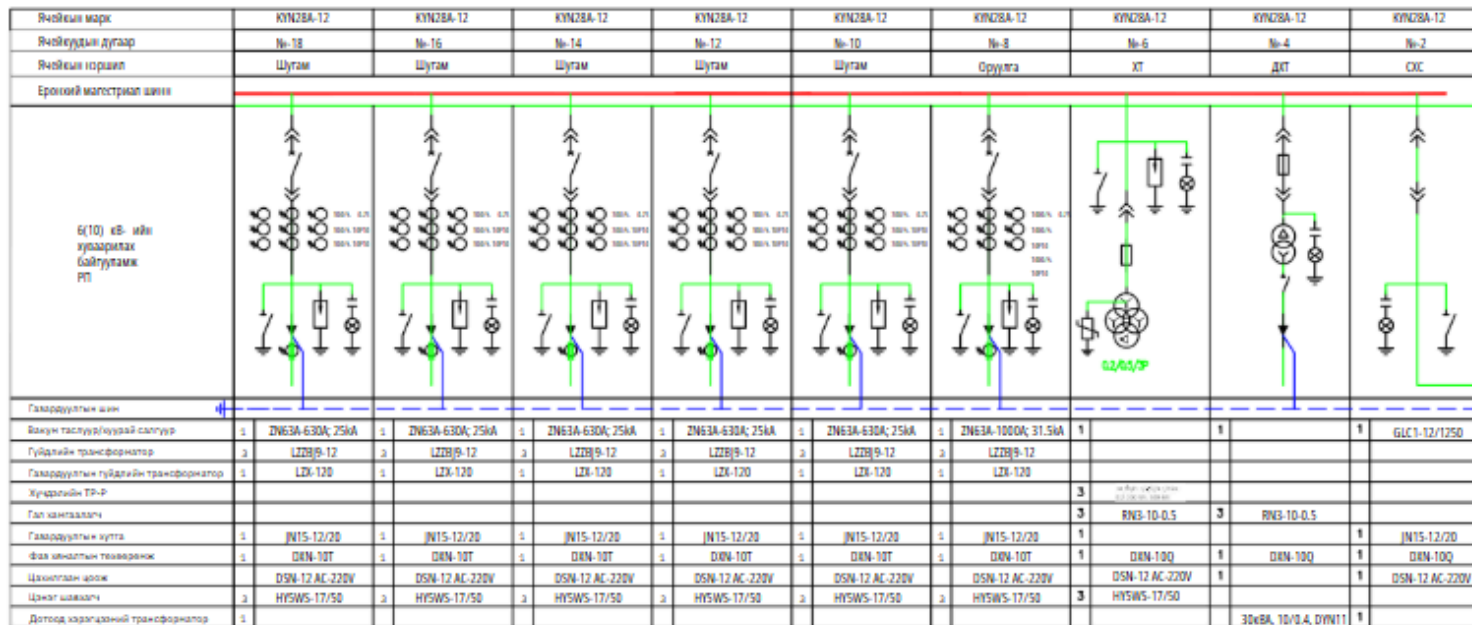 Ячейкын марк KYN28A-12 KYN28A-12 KYN28A-12 KYN28A-12 KYN28A-12 KYN28A-12 KYN28A-12 KYN28A-12 KYN28A-12
Ячейкуудын дугаар №-18 №-16 №-14 №-12 №-10 №-8 №-6 №-4 №-2
Ячейкын нэршил Шугам Шугам Шугам Шугам Шугам Оруулга ХТ ДХТ СХС
Ерөнхий магестриал шинн
6(10) кВ- ийн
хуваарилах
байгууламж
РП
0.2/0.5/3P
Газардуултын шин
Вакум таслуур/хуурай салгуур 1 ZN63A-630A; 25kA 1 ZN63A-630A; 25kA 1 ZN63A-630A; 25kA 1 ZN63A-630A; 25kA 1 ZN63A-630A; 25kA 1 ZN63A-1000A; 31.5kA 1 1 1 GLC1-12/1250
Гүйдлийн трансформатор 3 LZZBJ9-12 3 LZZBJ9-12 3 LZZBJ9-12 3 LZZBJ9-12 3 LZZBJ9-12 3 LZZBJ9-12
Газардуултын гүйдлийн трансформатор 1 LZX-120 1 LZX-120 1 LZX-120 1 LZX-120 1 LZX-120 1 LZX-120
Хүчдэлийн ТР-Р 3
Гал хамгаалагч 3 RN3-10-0.5 3 RN3-10-0.5
Газардуултын хутга 1 JN15-12/20 1 JN15-12/20 1 JN15-12/20 1 JN15-12/20 1 JN15-12/20 1 JN15-12/20 1 1 JN15-12/20
Фаз хяналтын төхөөрөмж 1 DXN-10T 1 DXN-10T 1 DXN-10T 1 DXN-10T 1 DXN-10T 1 DXN-10T 1 DXN-10Q 1 DXN-10Q 1 DXN-10Q
Цахилгаан цоож DSN-12 AC-220V DSN-12 AC-220V DSN-12 AC-220V DSN-12 AC-220V DSN-12 AC-220V DSN-12 AC-220V DSN-12 AC-220V 1 1 DSN-12 AC-220V
Цэнэг шавхагч 3 HY5WS-17/50 3 HY5WS-17/50 3 HY5WS-17/50 3 HY5WS-17/50 3 HY5WS-17/50 3 HY5WS-17/50 3 HY5WS-17/50
Дотоод хэрэгцээний трансформатор 1 30кВА, 10/0.4, DYN11 1